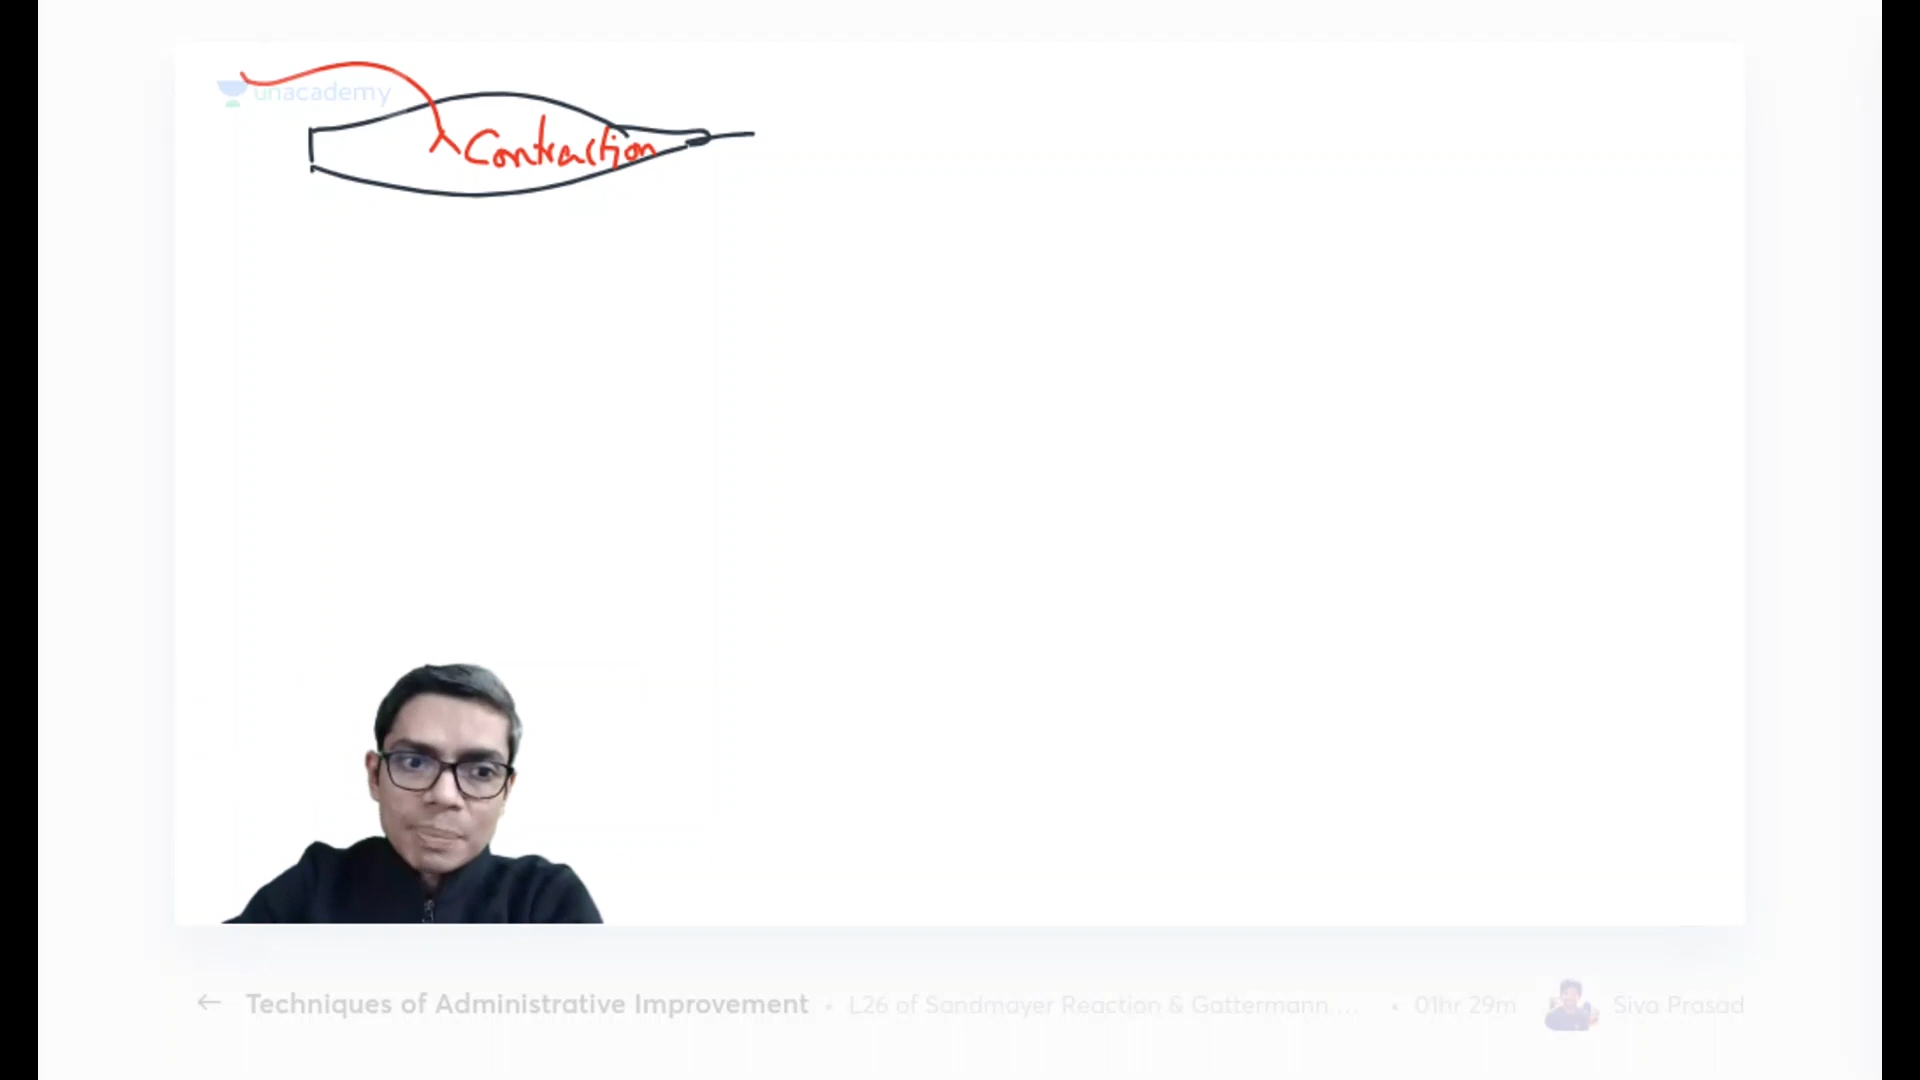 unacademy
Contraction
Techniques of Administrative Improvement • L26 of Sandmayer Reaction & Gattermann ... • 01hr 29m Siva Prasad